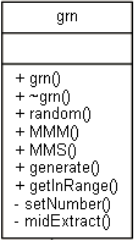 grn
+ grn()
+ ~grn()
+ random()
+ MMM()
+ MMS()
+ generate()
+ getInRange()
- setNumber()
- midExtract()